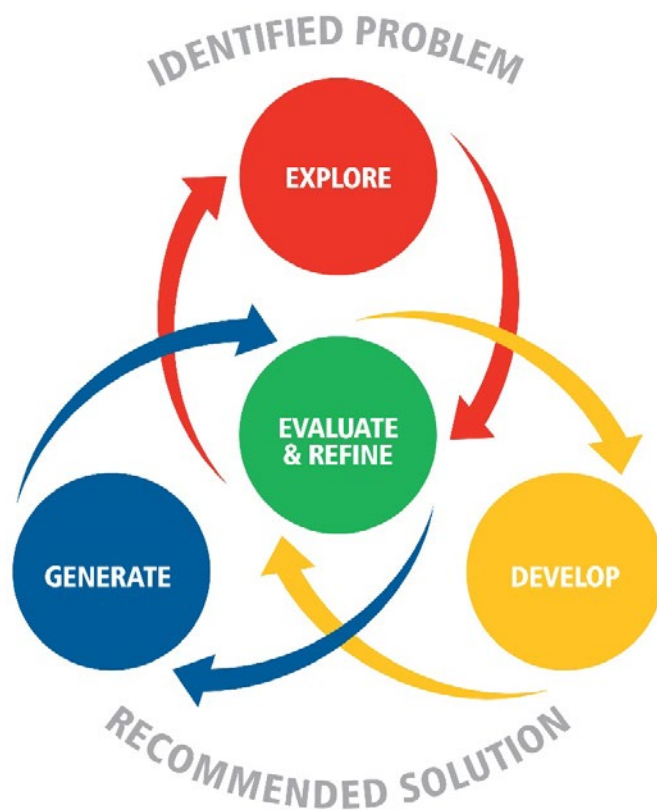 IDENTIFIED PROBLEM
EXPLORE
EVALUATE
& REFINE
GENERATE
DEVELOP
RECOMMENDED SOLUTION